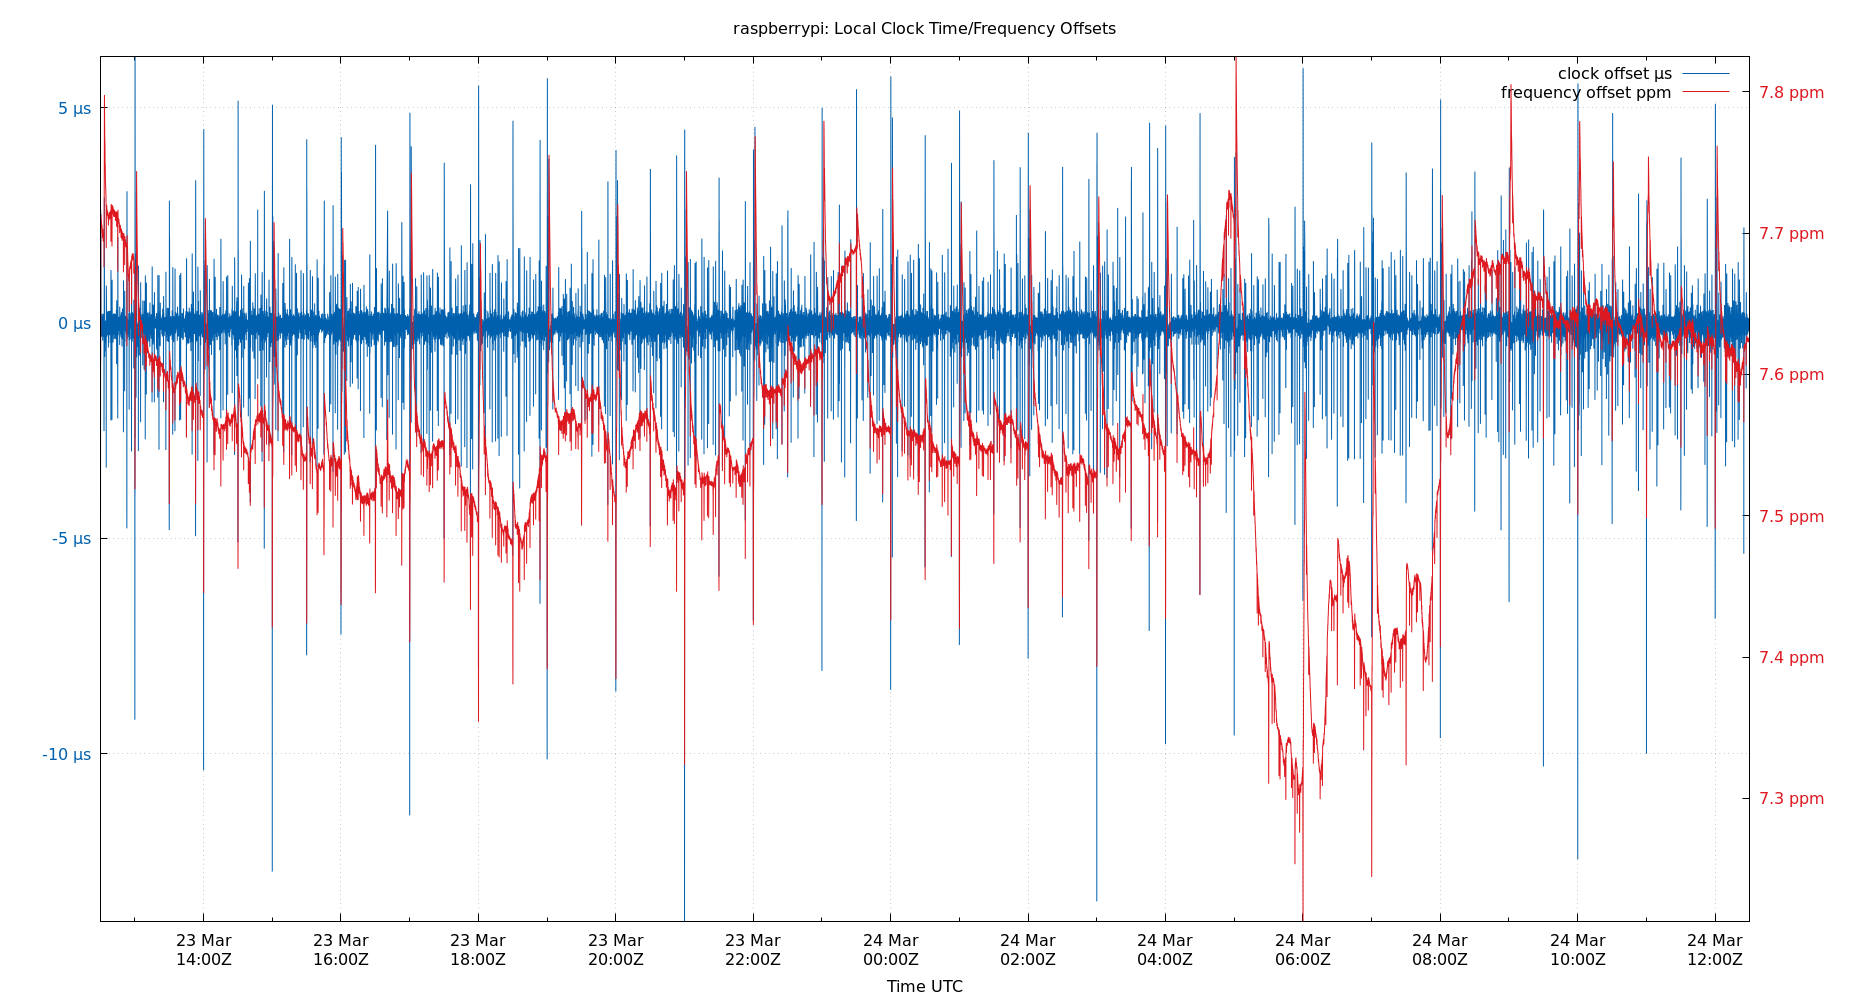 raspberrypi: Local Clock Time/Frequency Offsets
clock offset µs
frequency offset ppm
5 µs
0 µs
-5 µs
-10 µs
7.8 ppm
7.7 ppm
7.6 ppm
7.5 ppm
7.4 ppm
7.3 ppm
23 Mar 23 Mar 23 Mar 23 Mar 23 Mar 24 Mar 24 Mar 24 Mar 24 Mar 24 Mar 24 Mar 24 Mar
14:00Z 16:00Z 18:00Z 20:00Z 22:00Z 00:00Z 02:00Z 04:00Z 06:00Z 08:00Z 10:00Z 12:00Z
Time UTC